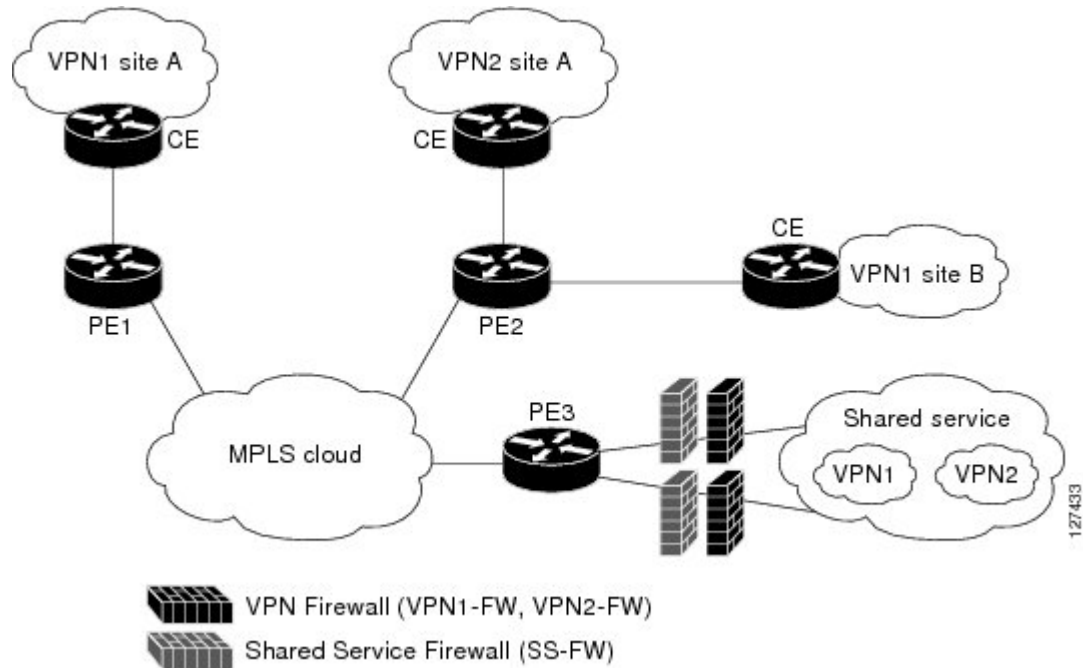 VPN1 site A
VPN2 site A
CE
CE
CE
VPN1 site B
PE1
PE2
PE3
Shared service
MPLS cloud
VPN1
VPN2
127433
VPN Firewall (VPN1-FW, VPN2-FW)
Shared Service Firewall (SS-FW)